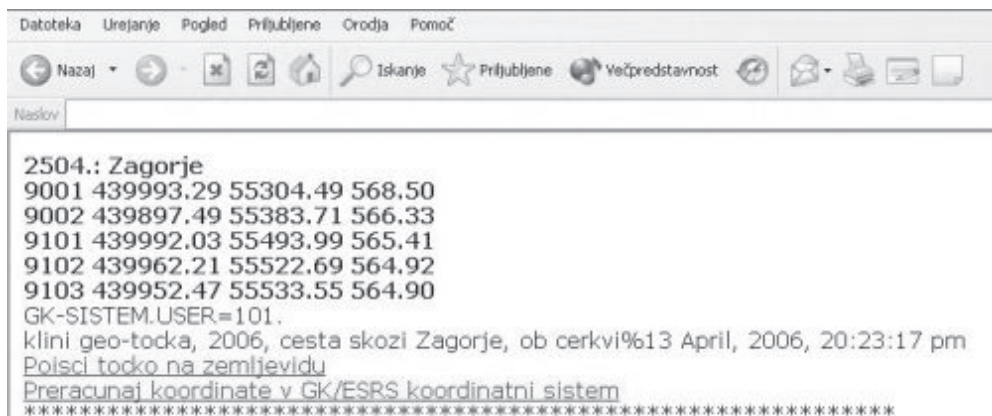 Datoteka Urejanje Pogled Priljubljene Orodja Pomoč
Nazaj Iskanje Priljubljene Večpredstavnost
Naslov
2504.: Zagorje
9001 439993.29 55304.49 568.50
9002 439897.49 55383.71 566.33
9101 439992.03 55493.99 565.41
9102 439962.21 55522.69 564.92
9103 439952.47 55533.55 564.90
GK-SISTEM.USER=101.
klini geo-tocka, 2006, cesta skozi Zagorje, ob cerkvi%13 April, 2006, 20:23:17 pm
Poisci tocko na zemljevidu
Preracunaj koordinate v GK/ESRS koordinatni sistem
**************************************************************